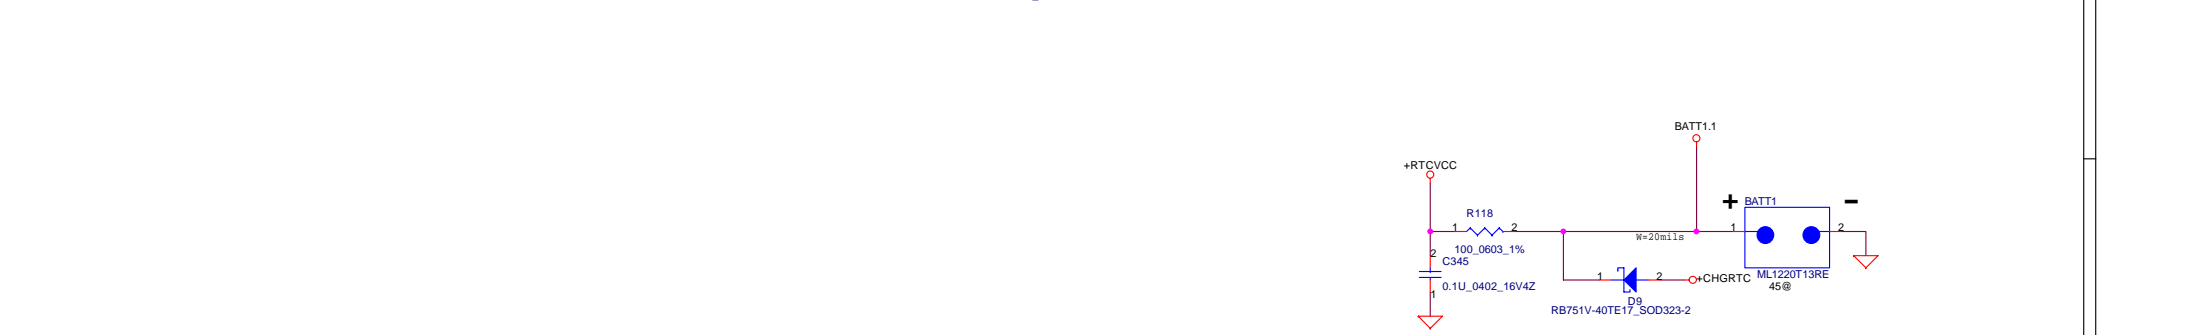 BATT1.1
+RTCVCC
+
BATT1
-
R118
1
2
1
2
W=20mils
100_0603_1%
2
C345
1
2
+CHGRTC
ML1220T13RE
45@
0.1U_0402_16V4Z
1
D9
RB751V-40TE17_SOD323-2